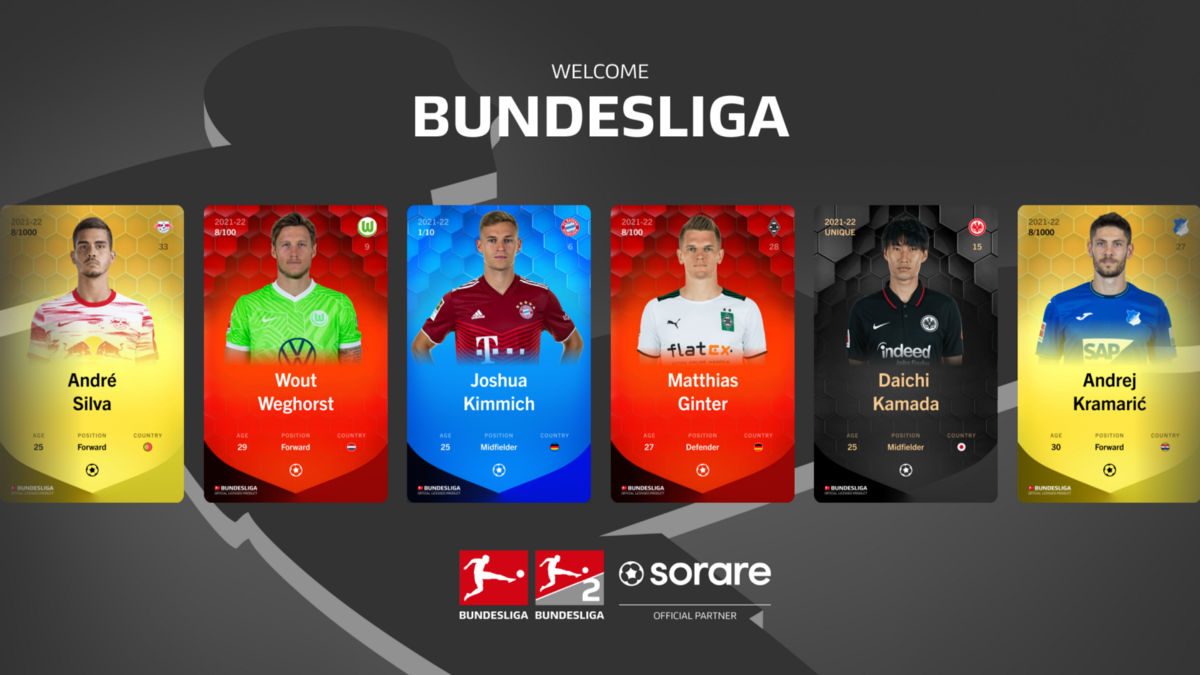 WELCOME
BUNDESLIGA
2021-22
8/1000
33
André
Silva
AGE
POSITION
COUNTRY
25
Forward
BUNDESLIGA
OFFICIAL LICENSED PRODUCT
2021-22
8/100
9
Wout
Weghorst
AGE
POSITION
COUNTRY
29
Forward
BUNDESLIGA
OFFICIAL LICENSED PRODUCT
2021-22
1/10
6
T
Joshua
Kimmich
AGE
POSITION
COUNTRY
25
Midfielder
BUNDESLIGA
OFFICIAL LICENSED PRODUCT
2021-22
8/100
28
flatex
Matthias
Ginter
AGE
POSITION
COUNTRY
27
Defender
BUNDESLIGA
OFFICIAL LICENSED PRODUCT
2021-22
UNIQUE
15
indeed
Daichi
Kamada
AGE
POSITION
COUNTRY
25
Midfielder
BUNDESLIGA
OFFICIAL LICENSED PRODUCT
2021-22
8/1000
27
SAP
Andrej
Kramarić
AGE
POSITION
COUNTRY
30
Forward
BUNDESLIGA
OFFICIAL LICENSED PRODUCT
BUNDESLIGA
2
BUNDESLIGA
sorare
OFFICIAL PARTNER